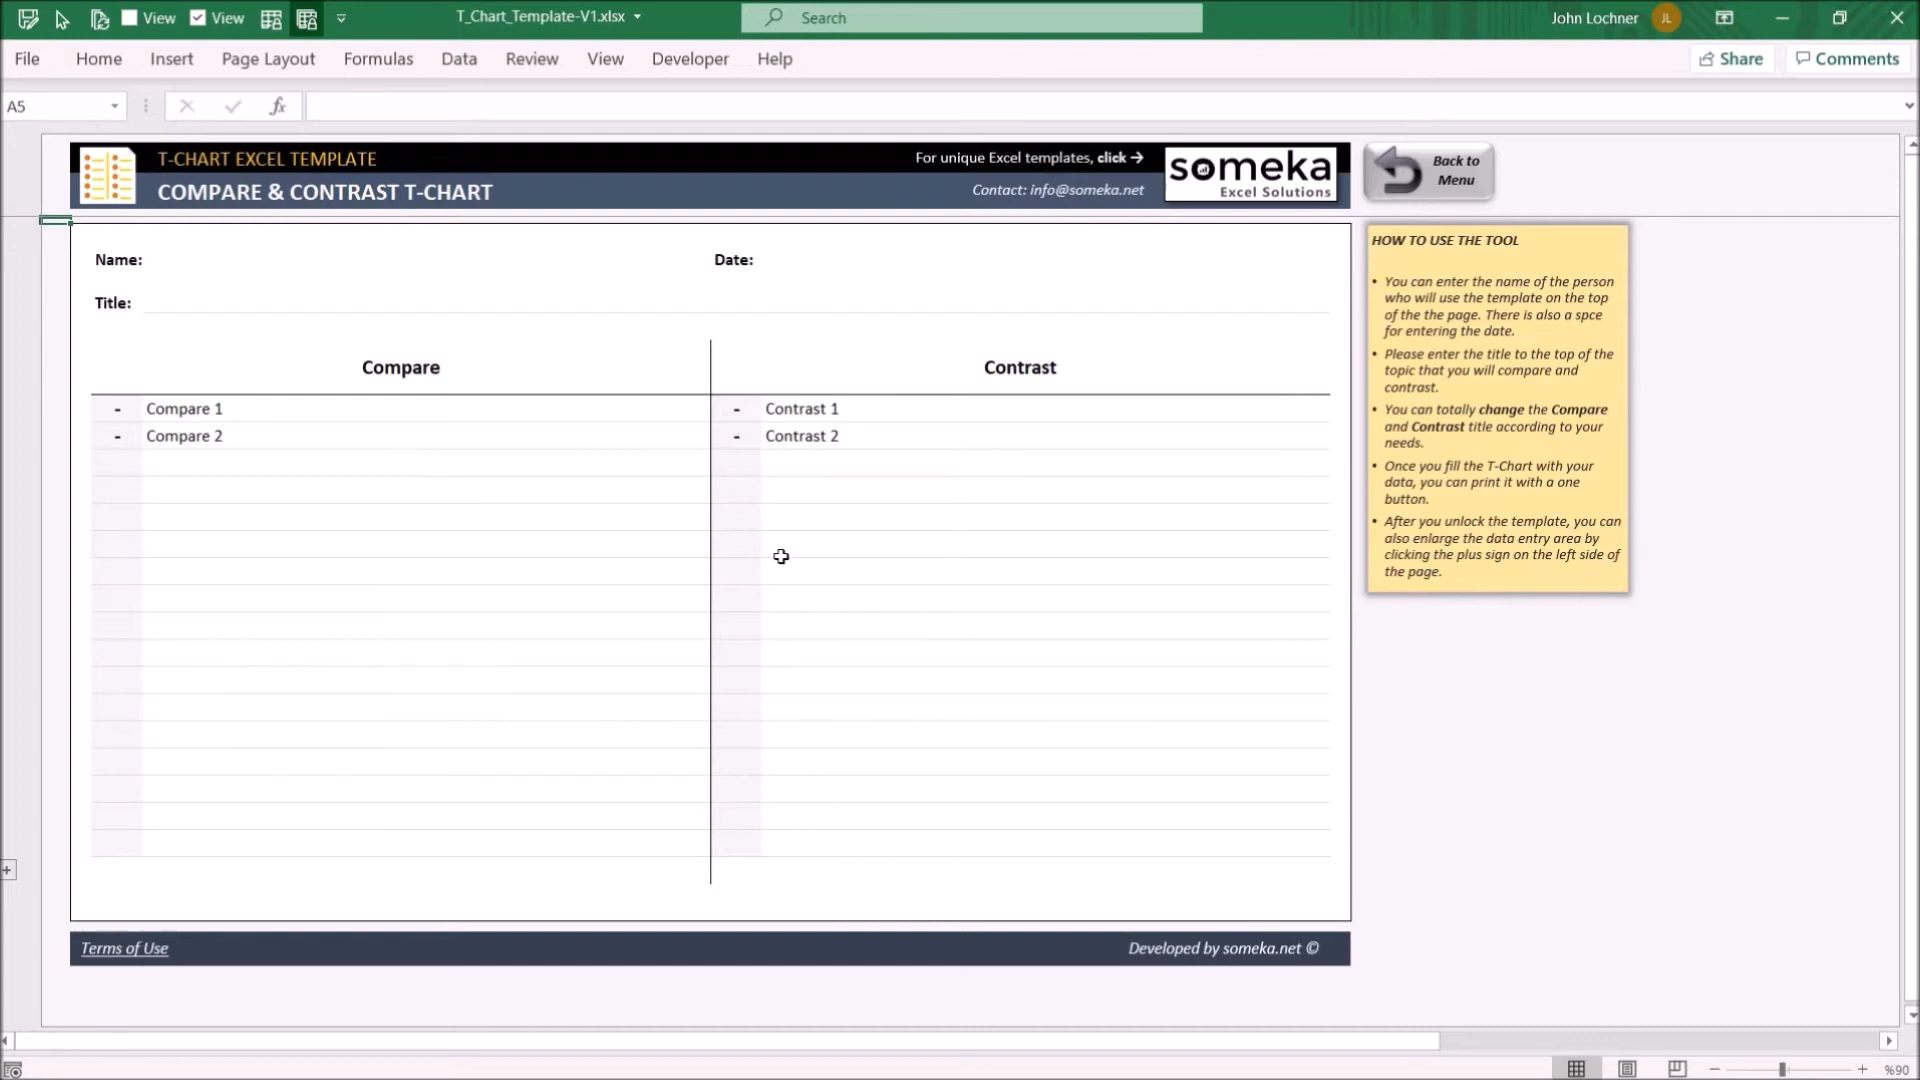 View View T_Chart_Template-V1.xlsx Search John Lochner JL
File Home Insert Page Layout Formulas Data Review View Developer Help Share Comments
A5 fx
T-CHART EXCEL TEMPLATE
COMPARE & CONTRAST T-CHART
For unique Excel templates, click →
Contact: info@someka.net
someka
Excel Solutions
Back to
Menu
Name: Date:
Title:
Compare Contrast
- Compare 1 - Contrast 1
- Compare 2 - Contrast 2
HOW TO USE THE TOOL
• You can enter the name of the person
who will use the template on the top
of the the page. There is also a spce
for entering the date.
• Please enter the title to the top of the
topic that you will compare and
contrast.
• You can totally change the Compare
and Contrast title according to your
needs.
• Once you fill the T-Chart with your
data, you can print it with a one
button.
• After you unlock the template, you can
also enlarge the data entry area by
clicking the plus sign on the left side of
the page.
Terms of Use Developed by someka.net ©
%90